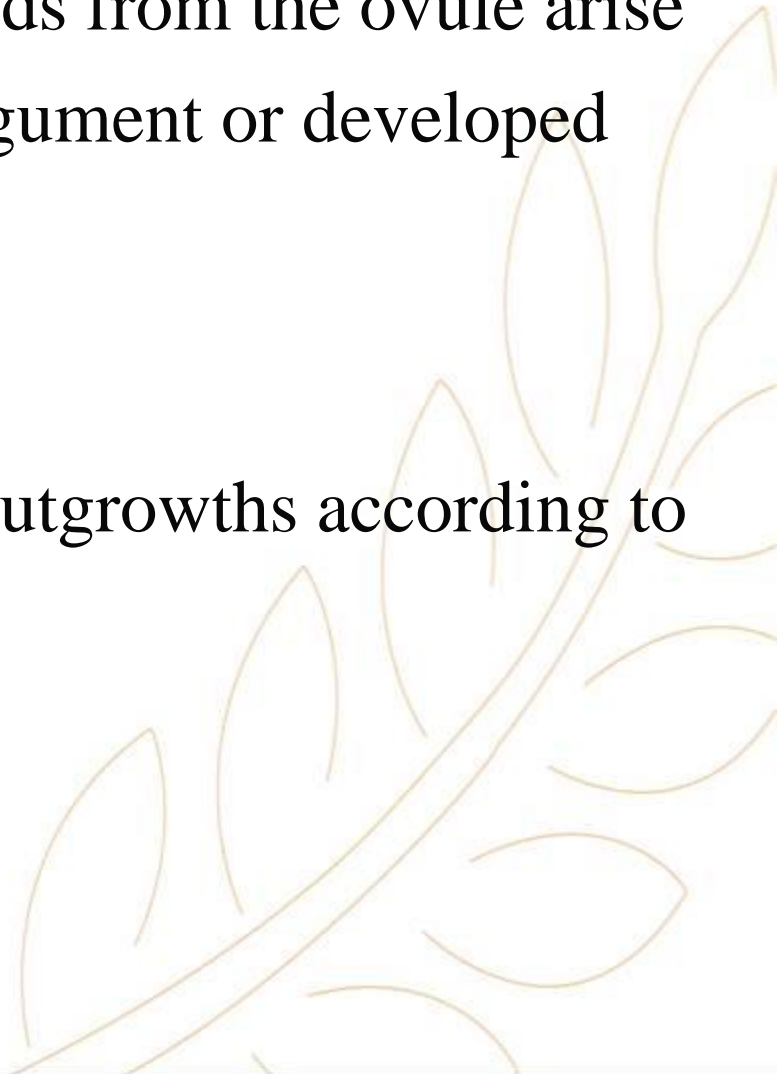 ds from the ovule arise
gument or developed
utgrowths according to